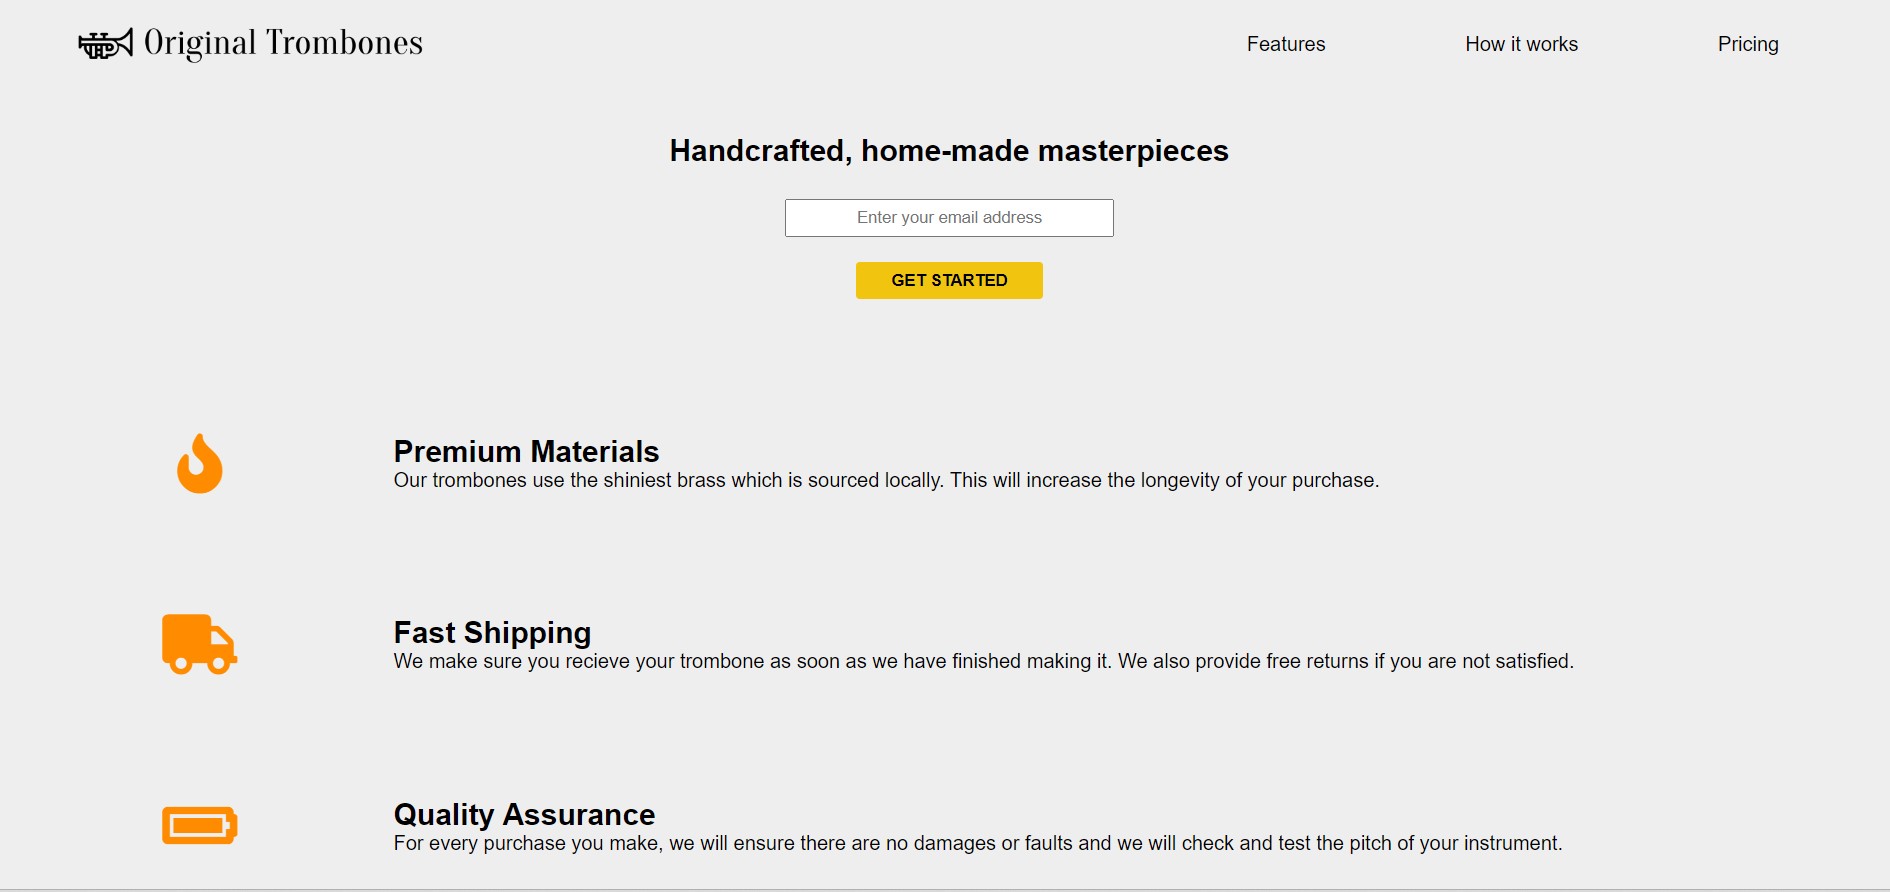 Original Trombones
Features
How it works
Pricing
Handcrafted, home-made masterpieces
Enter your email address
GET STARTED
Premium Materials
Our trombones use the shiniest brass which is sourced locally. This will increase the longevity of your purchase.
Fast Shipping
We make sure you recieve your trombone as soon as we have finished making it. We also provide free returns if you are not satisfied.
Quality Assurance
For every purchase you make, we will ensure there are no damages or faults and we will check and test the pitch of your instrument.